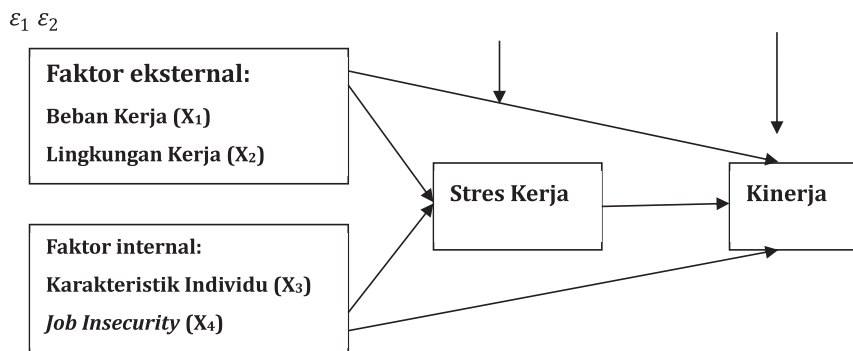 ε₁ ε₂
Faktor eksternal:
Beban Kerja (X₁)
Lingkungan Kerja (X₂)
Stres Kerja
Kinerja
Faktor internal:
Karakteristik Individu (X₃)
Job Insecurity (X₄)